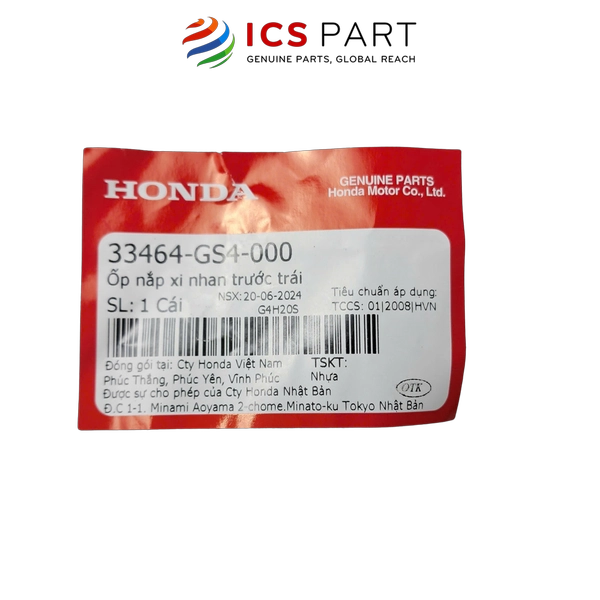 ICS PART
GENUINE PARTS, GLOBAL REACH
HONDA
GENUINE PARTS
Honda Motor Co., Ltd.
33464-GS4-000
Ốp nắp xi nhan trước trái
SL: 1 Cái
NSX:20-06-2024
G4H20S
Tiêu chuẩn áp dụng:
TCCS: 01|2008|HVN
Đóng gói tại: Cty Honda Việt Nam
Phúc Thắng, Phúc Yên, Vĩnh Phúc
TSKT:
Nhựa
Được sự cho phép của Cty Honda Nhật Bản
Đ.C 1-1, Minami Aoyama 2-chome,Minato-ku Tokyo Nhật Bản
OTK